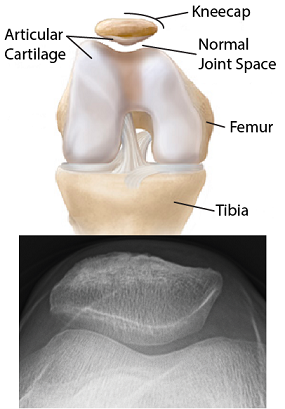 Kneecap
Articular
Cartilage
Normal
Joint Space
Femur
Tibia